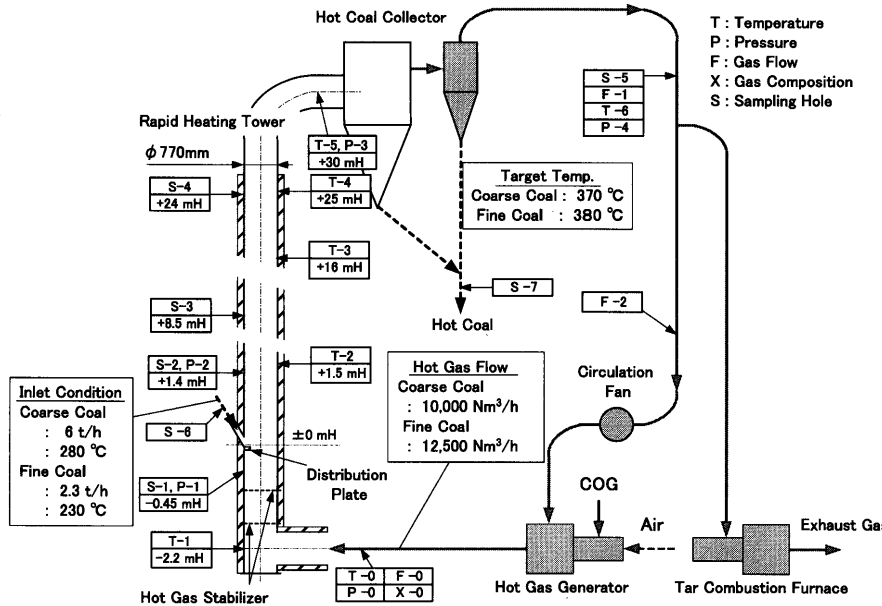 Hot Coal Collector
T : Temperature
P : Pressure
F : Gas Flow
X : Gas Composition
S : Sampling Hole
S -5
F -1
T -6
P -4
Rapid Heating Tower
T-5, P-3
+30 mH
ϕ 770mm
S-4
+24 mH
T-4
+25 mH
Target Temp.
Coarse Coal : 370 ℃
Fine Coal : 380 ℃
T-3
+16 mH
S -7
Hot Coal
F -2
S-3
+8.5 mH
S-2, P-2
+1.4 mH
T-2
+1.5 mH
Hot Gas Flow
Coarse Coal
: 10,000 Nm³/h
Fine Coal
: 12,500 Nm³/h
Circulation
Fan
Inlet Condition
Coarse Coal
: 6 t/h
: 280 ℃
Fine Coal
: 2.3 t/h
: 230 ℃
S -6
±0 mH
Distribution
Plate
S-1, P-1
-0.45 mH
COG
Air
Exhaust Gas
T-1
-2.2 mH
T -0 F -0
P -0 X -0
Hot Gas Stabilizer
Hot Gas Generator
Tar Combustion Furnace